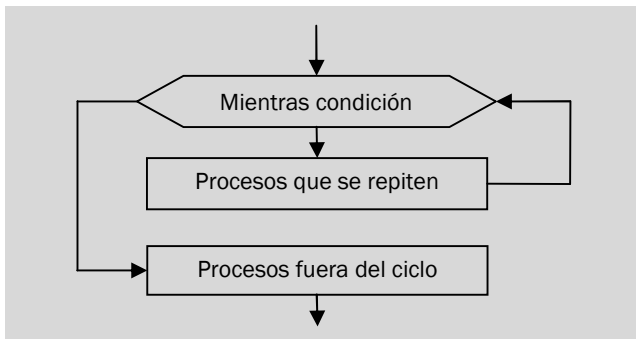 Mientras condición
Procesos que se repiten
Procesos fuera del ciclo